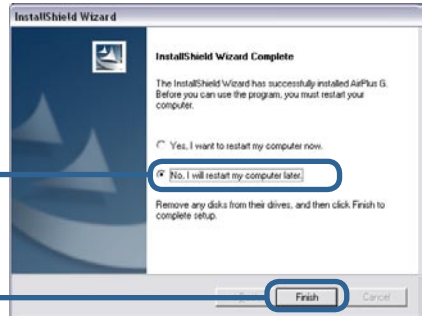 InstallShield Wizard
InstallShield Wizard Complete
The InstallShield Wizard has successfully installed AirPlus G.
Before you can use the program, you must restart your
computer.
Yes, I want to restart my computer now.
No, I will restart my computer later.
Remove any disks from their drives, and then click Finish to
complete setup.
Finish
Cancel